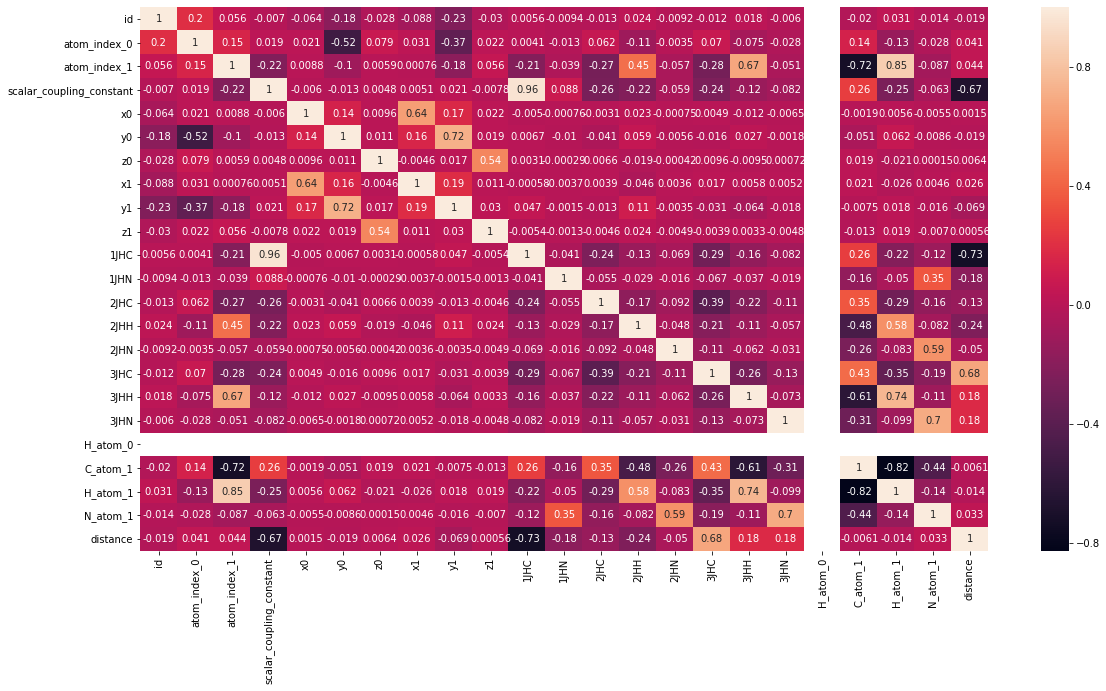 id 1 0.2 0.056 -0.007 -0.064 -0.18 -0.028 -0.088 -0.23 -0.03 0.0056 -0.0094 -0.013 0.024 -0.0092 -0.012 0.018 -0.006 -0.02 0.031 -0.014 -0.019
atom_index_0 0.2 1 0.15 0.019 0.021 -0.52 0.079 0.031 -0.37 0.022 0.0041 -0.013 0.062 -0.11 -0.0035 0.07 -0.075 -0.028 0.14 -0.13 -0.028 0.041
0.8
atom_index_1 0.056 0.15 1 -0.22 0.0088 -0.1 0.0059 0.00076 -0.18 0.056 -0.21 -0.039 -0.27 0.45 -0.057 -0.28 0.67 -0.051 -0.72 0.85 -0.087 0.044
scalar_coupling_constant -0.007 0.019 -0.22 1 -0.006 -0.013 0.0048 0.0051 0.021 -0.0078 0.96 0.088 -0.26 -0.22 -0.059 -0.24 -0.12 -0.082 0.26 -0.25 -0.063 -0.67
x0 -0.064 0.021 0.0088 -0.006 1 0.14 0.0096 0.64 0.17 0.022 -0.005 -0.00076 -0.0031 0.023 -0.00075 0.0049 -0.012 -0.0065 -0.0019 0.0056 -0.0055 0.0015
y0 -0.18 -0.52 -0.1 -0.013 0.14 1 0.011 0.16 0.72 0.019 0.0067 -0.01 -0.041 0.059 -0.0056 -0.016 0.027 -0.0018 -0.051 0.062 -0.0086 -0.019
0.4
z0 -0.028 0.079 0.0059 0.0048 0.0096 0.011 1 -0.0046 0.017 0.54 0.0031 -0.00029 0.0066 -0.019 -0.00042 0.0096 -0.0095 0.00072 0.019 -0.021 0.00015 0.0064
x1 -0.088 0.031 0.00076 0.0051 0.64 0.16 -0.0046 1 0.19 0.011 -0.00058 -0.0037 0.0039 -0.046 0.0036 0.017 0.0058 0.0052 0.021 -0.026 0.0046 0.026
y1 -0.23 -0.37 -0.18 0.021 0.17 0.72 0.017 0.19 1 0.03 0.047 -0.0015 -0.013 0.11 -0.0035 -0.031 -0.064 -0.018 -0.0075 0.018 -0.016 -0.069
z1 -0.03 0.022 0.056 -0.0078 0.022 0.019 0.54 0.011 0.03 1 -0.0054 -0.0013 -0.0046 0.024 -0.0049 -0.0039 0.0033 -0.0048 -0.013 0.019 -0.007 0.00056
1JHC 0.0056 0.0041 -0.21 0.96 -0.005 0.0067 0.0031 -0.00058 0.047 -0.0054 1 -0.041 -0.24 -0.13 -0.069 -0.29 -0.16 -0.082 0.26 -0.22 -0.12 -0.73
0.0
1JHN -0.0094 -0.013 -0.039 0.088 -0.00076 -0.01 -0.00029 -0.0037 -0.0015 -0.0013 -0.041 1 -0.055 -0.029 -0.016 -0.067 -0.037 -0.019 -0.16 -0.05 0.35 -0.18
2JHC -0.013 0.062 -0.27 -0.26 -0.0031 -0.041 0.0066 0.0039 -0.013 -0.0046 -0.24 -0.055 1 -0.17 -0.092 -0.39 -0.22 -0.11 0.35 -0.29 -0.16 -0.13
2JHH 0.024 -0.11 0.45 -0.22 0.023 0.059 -0.019 -0.046 0.11 0.024 -0.13 -0.029 -0.17 1 -0.048 -0.21 -0.11 -0.057 -0.48 0.58 -0.082 -0.24
2JHN -0.0092 -0.0035 -0.057 -0.059 -0.00075 -0.0056 -0.00042 0.0036 -0.0035 -0.0049 -0.069 -0.016 -0.092 -0.048 1 -0.11 -0.062 -0.031 -0.26 -0.083 0.59 -0.05
3JHC -0.012 0.07 -0.28 -0.24 0.0049 -0.016 0.0096 0.017 -0.031 -0.0039 -0.29 -0.067 -0.39 -0.21 -0.11 1 -0.26 -0.13 0.43 -0.35 -0.19 0.68
-0.4
3JHH 0.018 -0.075 0.67 -0.12 -0.012 0.027 -0.0095 0.0058 -0.064 0.0033 -0.16 -0.037 -0.22 -0.11 -0.062 -0.26 1 -0.073 -0.61 0.74 -0.11 0.18
3JHN -0.006 -0.028 -0.051 -0.082 -0.0065 -0.0018 0.00072 0.0052 -0.018 -0.0048 -0.082 -0.019 -0.11 -0.057 -0.031 -0.13 -0.073 1 -0.31 -0.099 0.7 0.18
H_atom_0
C_atom_1 -0.02 0.14 -0.72 0.26 -0.0019 -0.051 0.019 0.021 -0.0075 -0.013 0.26 -0.16 0.35 -0.48 -0.26 0.43 -0.61 -0.31 1 -0.82 -0.44 -0.0061
H_atom_1 0.031 -0.13 0.85 -0.25 0.0056 0.062 -0.021 -0.026 0.018 0.019 -0.22 -0.05 -0.29 0.58 -0.083 -0.35 0.74 -0.099 -0.82 1 -0.14 -0.014
N_atom_1 -0.014 -0.028 -0.087 -0.063 -0.0055 -0.0086 0.00015 0.0046 -0.016 -0.007 -0.12 0.35 -0.16 -0.082 0.59 -0.19 -0.11 0.7 -0.44 -0.14 1 0.033
distance -0.019 0.041 0.044 -0.67 0.0015 -0.019 0.0064 0.026 -0.069 0.00056 -0.73 -0.18 -0.13 -0.24 -0.05 0.68 0.18 0.18 -0.0061 -0.014 0.033 1
-0.8
id atom_index_0 atom_index_1 scalar_coupling_constant x0 y0 z0 x1 y1 z1 1JHC 1JHN 2JHC 2JHH 2JHN 3JHC 3JHH 3JHN H_atom_0 C_atom_1 H_atom_1 N_atom_1 distance